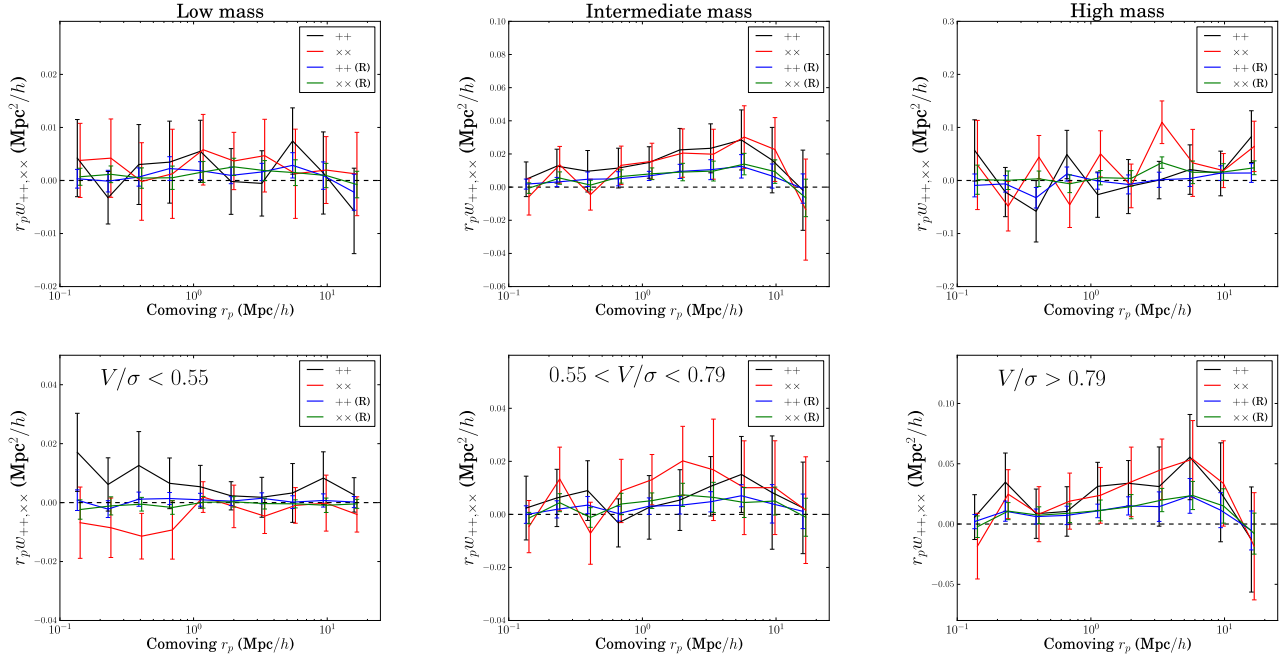 Low mass
Intermediate mass
High mass
++
××
++ (R)
×× (R)
0.02
0.01
0.00
−0.01
−0.02
10⁻¹
10⁰
10¹
r_p w_{++,××} (Mpc²/h)
Comoving r_p (Mpc/h)
++
××
++ (R)
×× (R)
0.10
0.08
0.06
0.04
0.02
0.00
−0.02
−0.04
−0.06
10⁻¹
10⁰
10¹
r_p w_{++,××} (Mpc²/h)
Comoving r_p (Mpc/h)
++
××
++ (R)
×× (R)
0.3
0.2
0.1
0.0
−0.1
−0.2
10⁻¹
10⁰
10¹
r_p w_{++,××} (Mpc²/h)
Comoving r_p (Mpc/h)
V/σ < 0.55
++
××
++ (R)
×× (R)
0.04
0.02
0.00
−0.02
−0.04
10⁻¹
10⁰
10¹
r_p w_{++,××} (Mpc²/h)
Comoving r_p (Mpc/h)
0.55 < V/σ < 0.79
++
××
++ (R)
×× (R)
0.04
0.02
0.00
−0.02
−0.04
10⁻¹
10⁰
10¹
r_p w_{++,××} (Mpc²/h)
Comoving r_p (Mpc/h)
V/σ > 0.79
++
××
++ (R)
×× (R)
0.10
0.05
0.00
−0.05
10⁻¹
10⁰
10¹
r_p w_{++,××} (Mpc²/h)
Comoving r_p (Mpc/h)